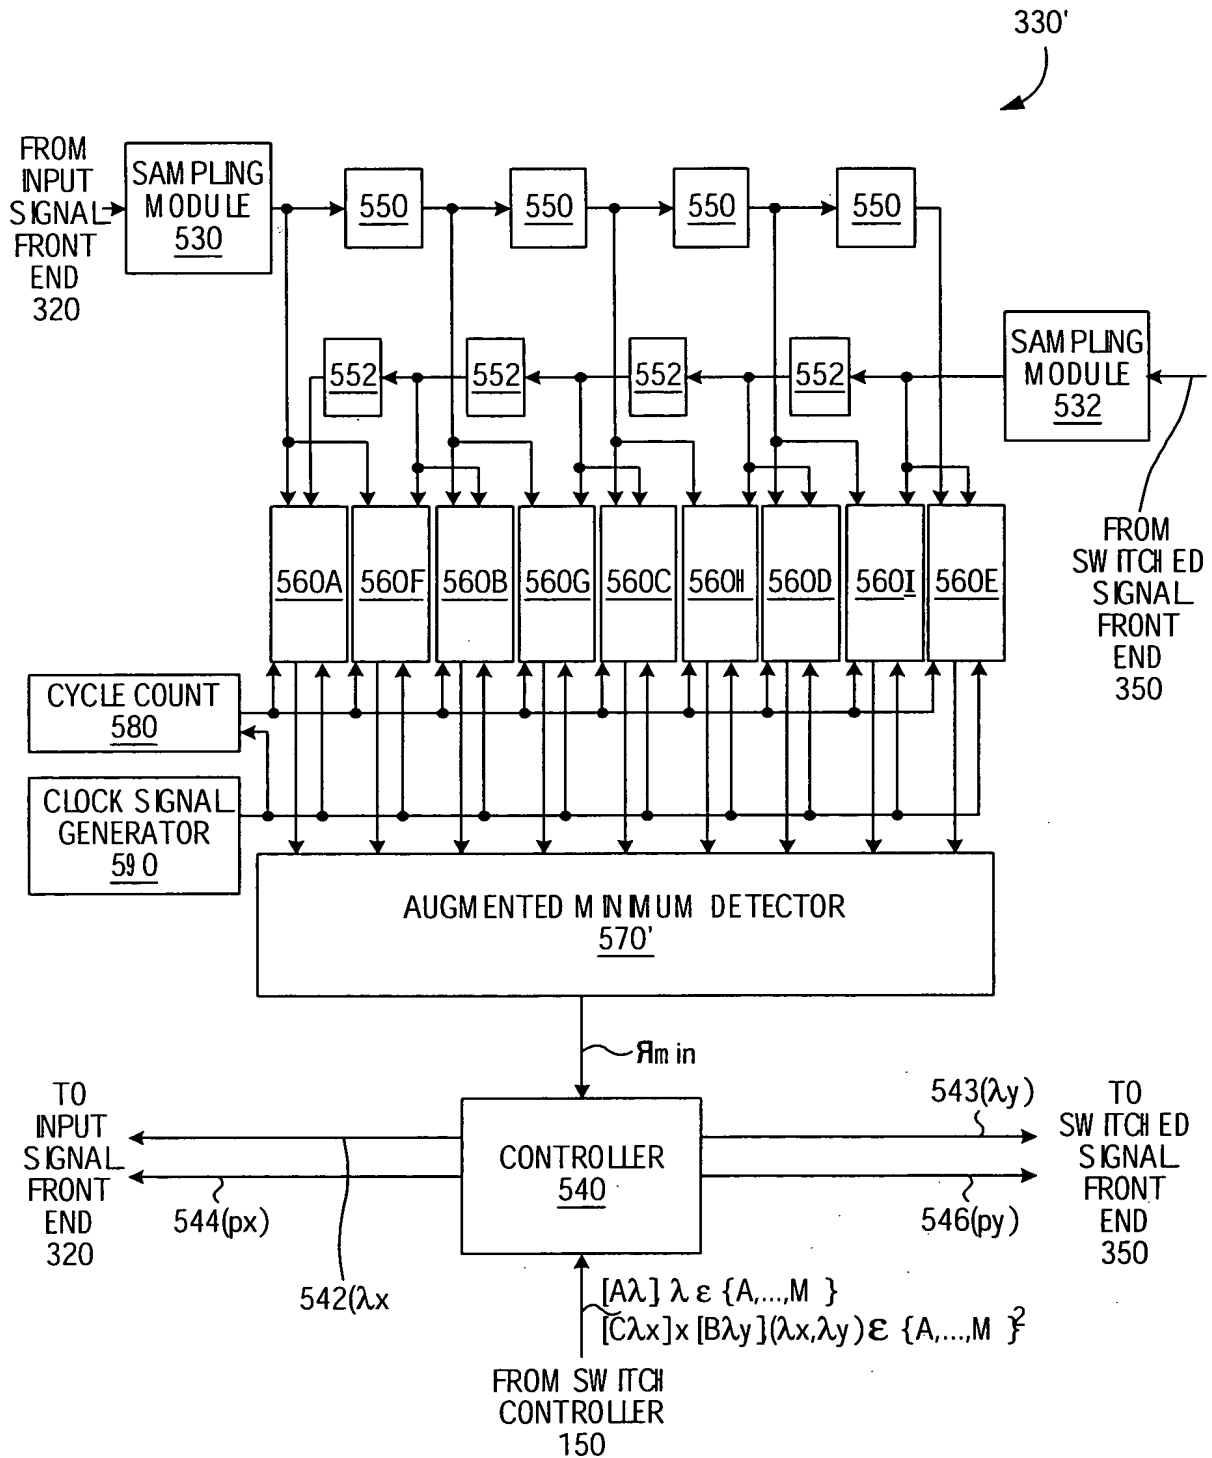 330'
FROM
INPUT
SIGNAL
FRONT
END
320
SAMPLING
MODULE
530
550
550
550
550
552
552
552
552
SAMPLING
MODULE
532
FROM
SWITCHED
SIGNAL
FRONT
END
350
560A
560F
560B
560G
560C
560H
560D
560I
560E
CYCLE COUNT
580
CLOCK SIGNAL
GENERATOR
590
AUGMENTED MINIMUM DETECTOR
570'
Яmin
TO
INPUT
SIGNAL
FRONT
END
320
544(px)
542(λx
CONTROLLER
540
543(λy)
546(py)
TO
SWITCHED
SIGNAL
FRONT
END
350
[Aλ] λ ε {A,...,M }
[Cλx]x [Bλy](λx,λy) ε {A,...,M }²
FROM SWITCH
CONTROLLER
150